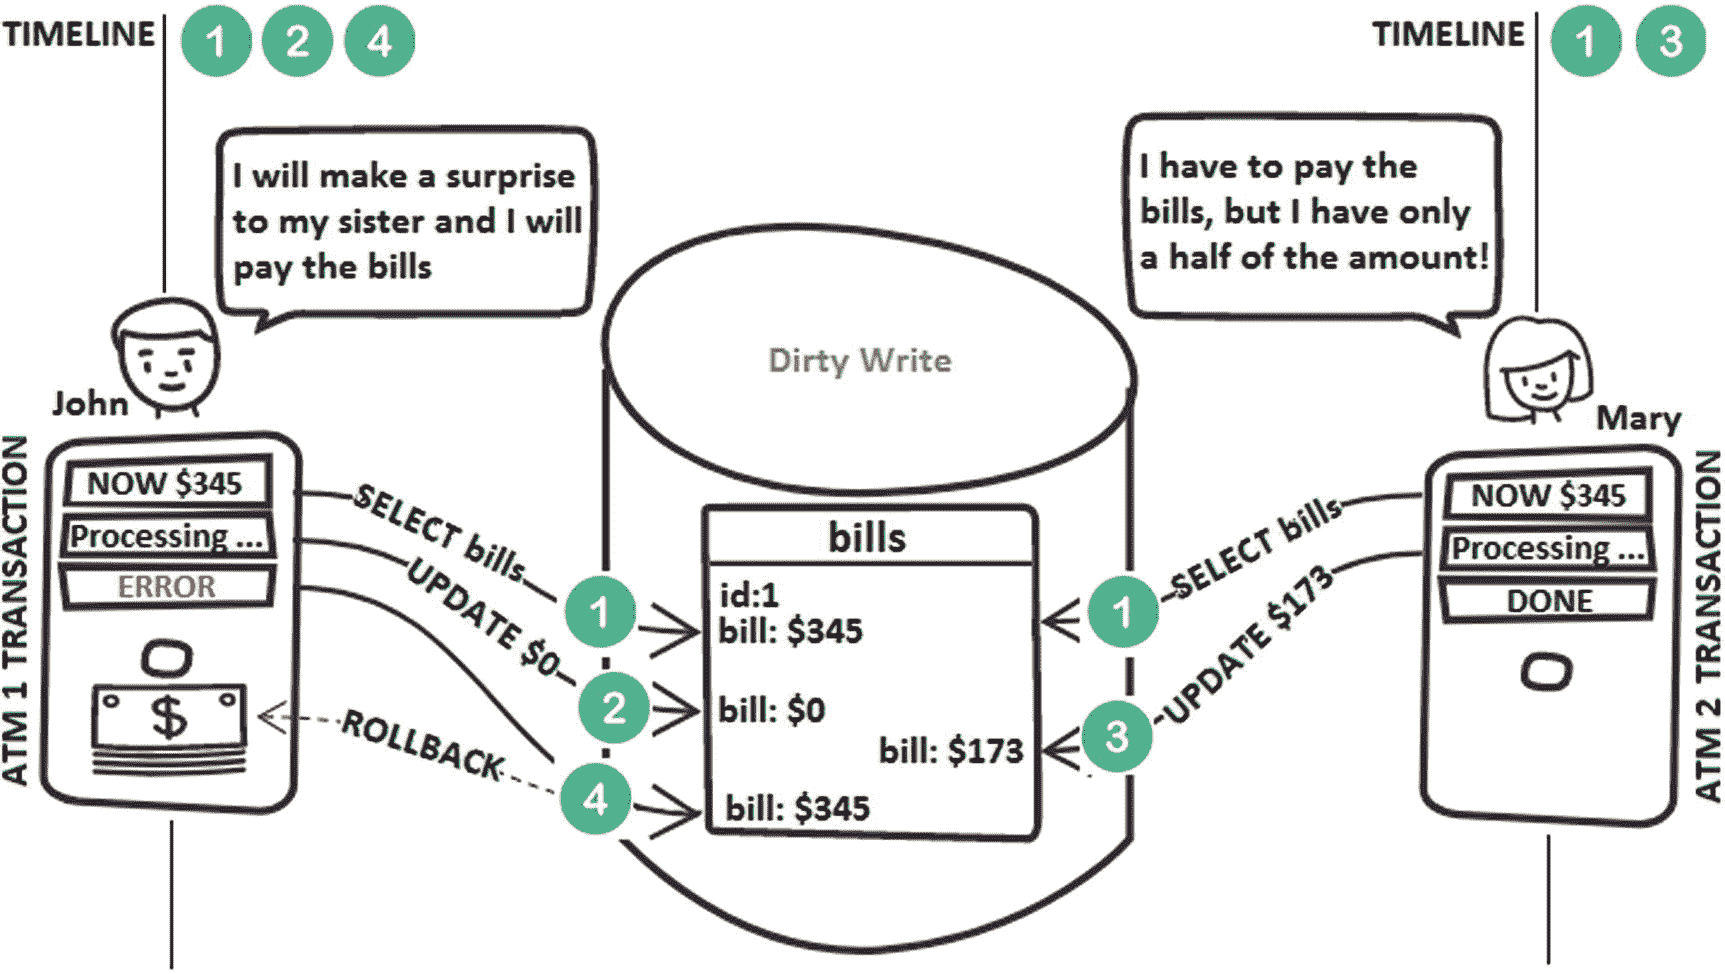 TIMELINE 1 2 4
TIMELINE 1 3
I will make a surprise
to my sister and I will
pay the bills
I have to pay the
bills, but I have only
a half of the amount!
Dirty Write
John
Mary
ATM 1 TRANSACTION
NOW $345
Processing ...
ERROR
$
SELECT bills
1
UPDATE $0
2
ROLLBACK
4
bills
id:1
bill: $345
bill: $0
bill: $173
bill: $345
SELECT bills
1
UPDATE $173
3
NOW $345
Processing ...
DONE
ATM 2 TRANSACTION